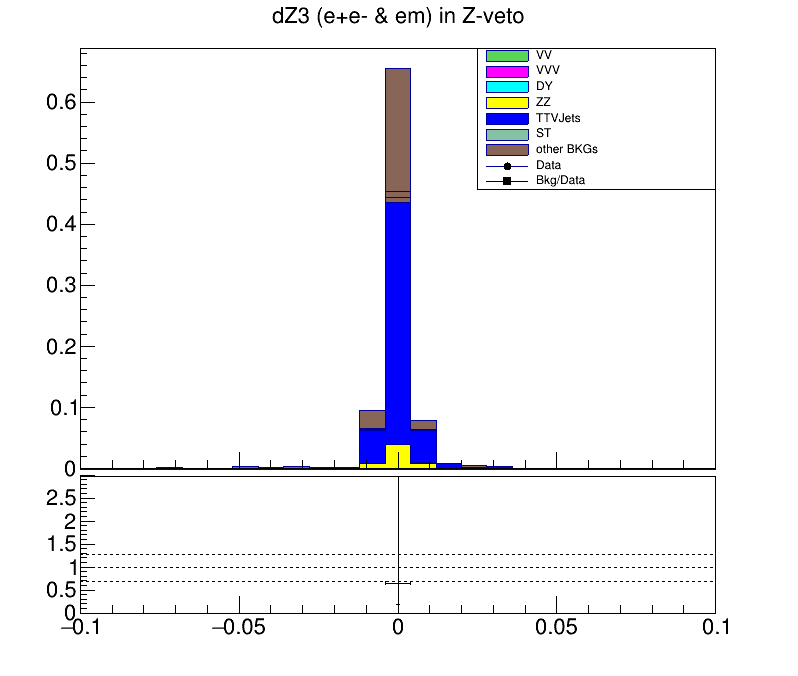 dZ3 (e+e- & em) in Z-veto
VV
VVV
DY
ZZ
TTVJets
ST
other BKGs
Data
Bkg/Data
0.6
0.5
0.4
0.3
0.2
0.1
0
2.5
2
1.5
1
0.5
0
−0.1 −0.05 0 0.05 0.1